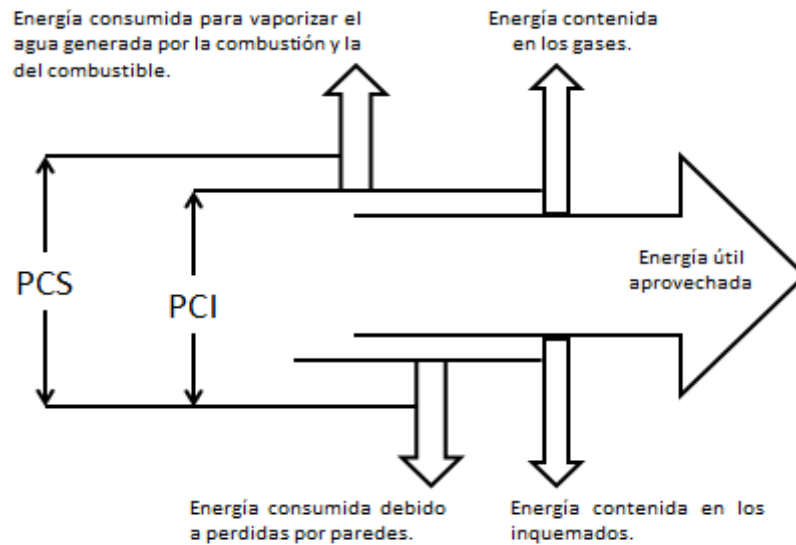 Energía consumida para vaporizar el
agua generada por la combustión y la
del combustible.
Energía contenida
en los gases.
PCS
PCI
Energía útil
aprovechada
Energía consumida debido
a perdidas por paredes.
Energía contenida en los
inquemados.